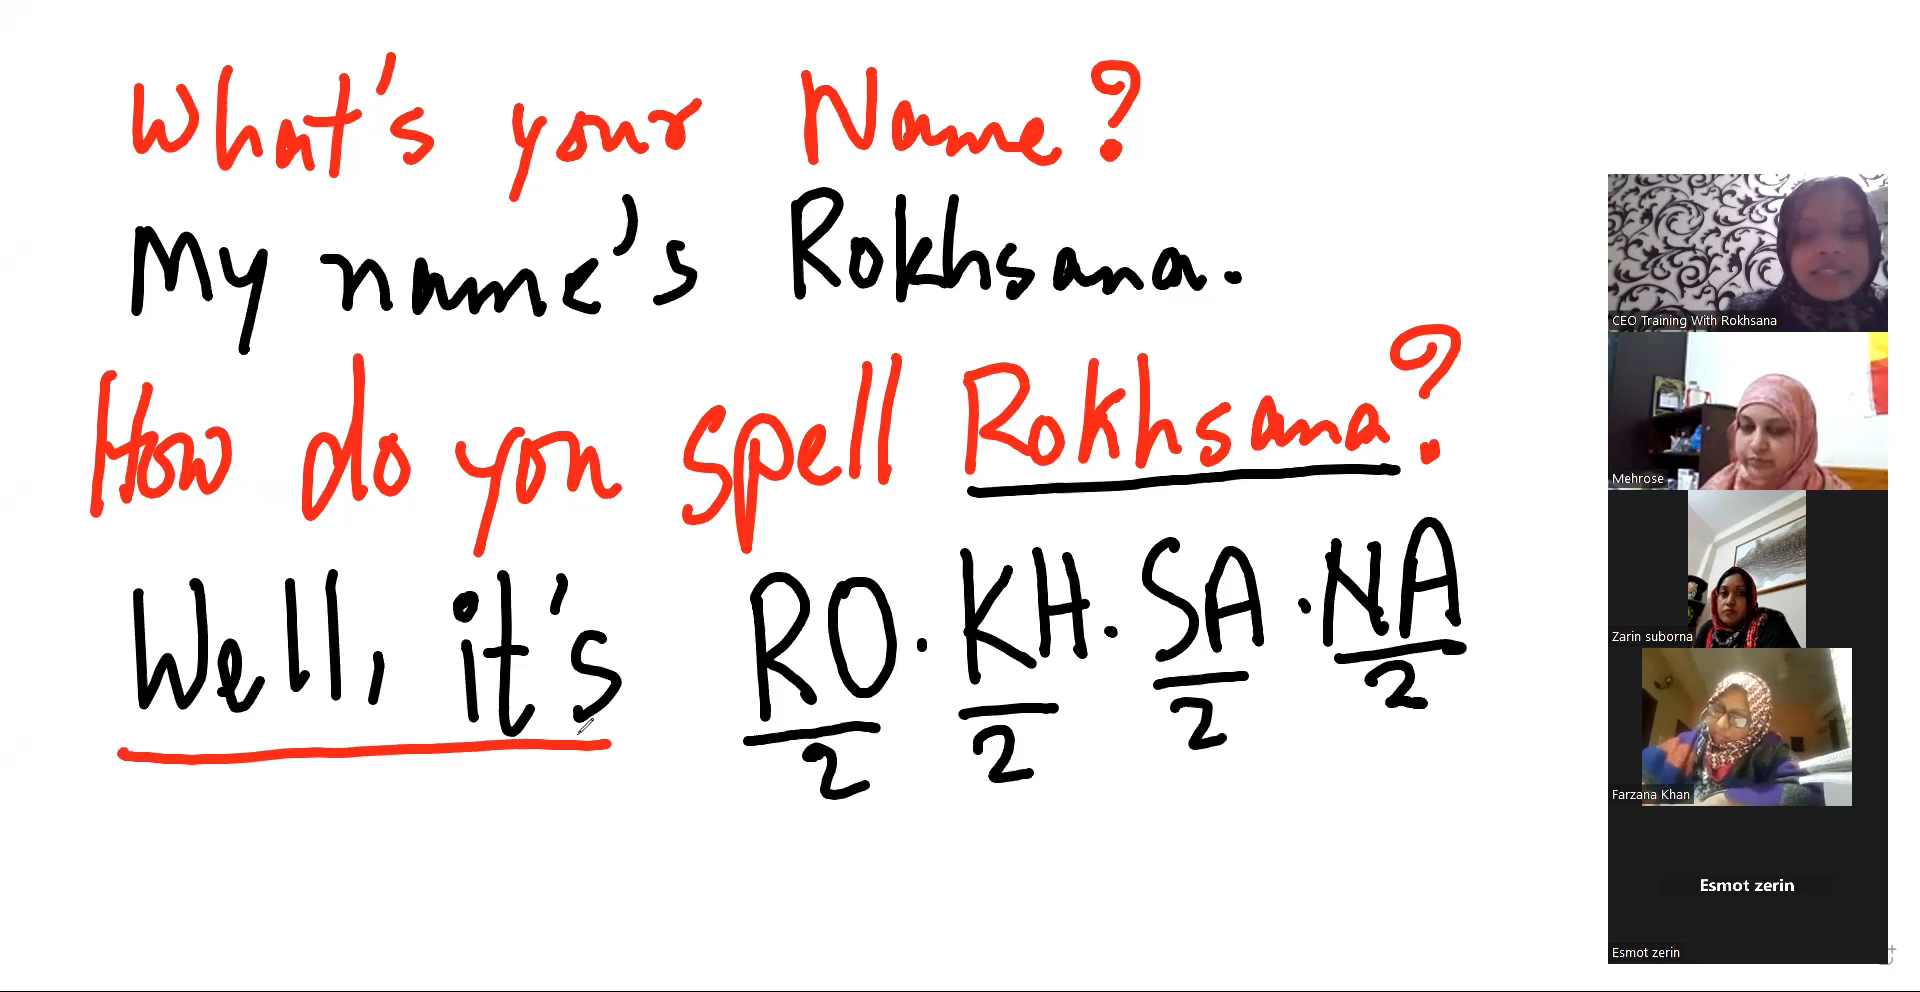 What's your Name?
My name's Rokhsana.
How do you spell Rokhsana?
Well, it's RO . KH . SA . NA
2 2 2 2
CEO Training With Rokhsana
Mehrose
Zarin suborna
Farzana Khan
Esmot zerin
Esmot zerin